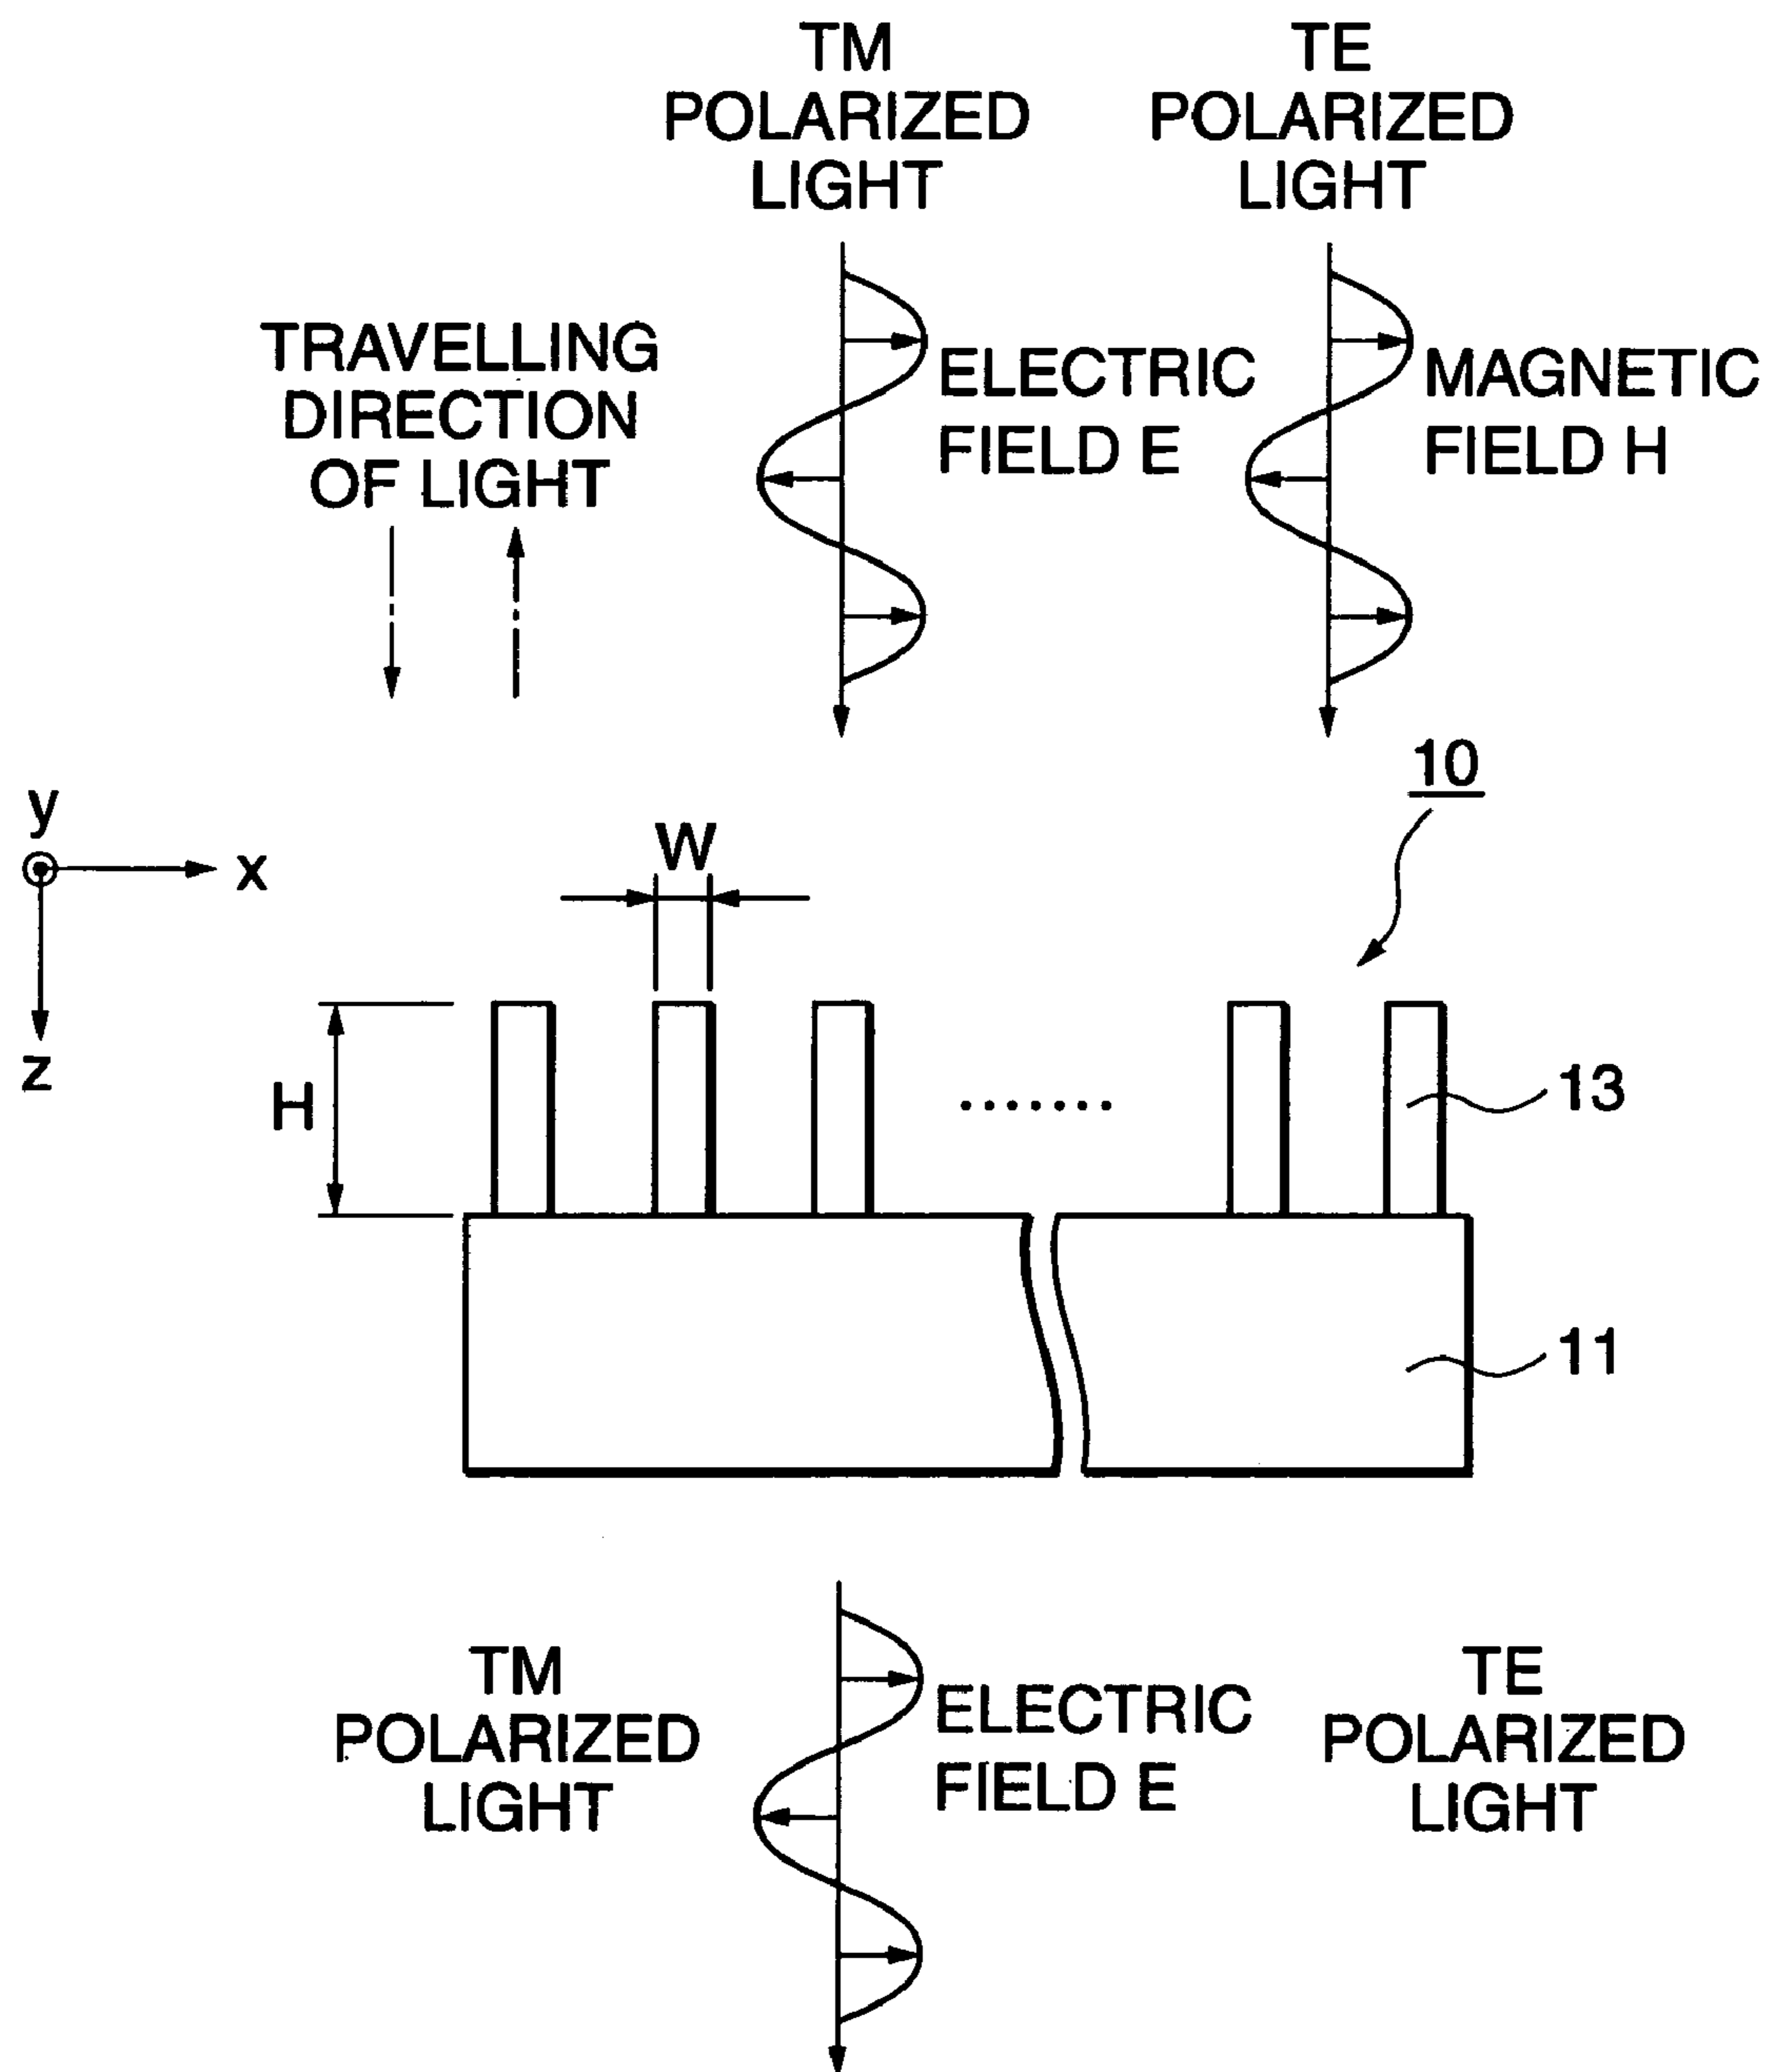 TM
POLARIZED
LIGHT
TE
POLARIZED
LIGHT
TRAVELLING
DIRECTION
OF LIGHT
ELECTRIC
FIELD E
MAGNETIC
FIELD H
10
y
x
z
W
H
13
11
TM
POLARIZED
LIGHT
ELECTRIC
FIELD E
TE
POLARIZED
LIGHT